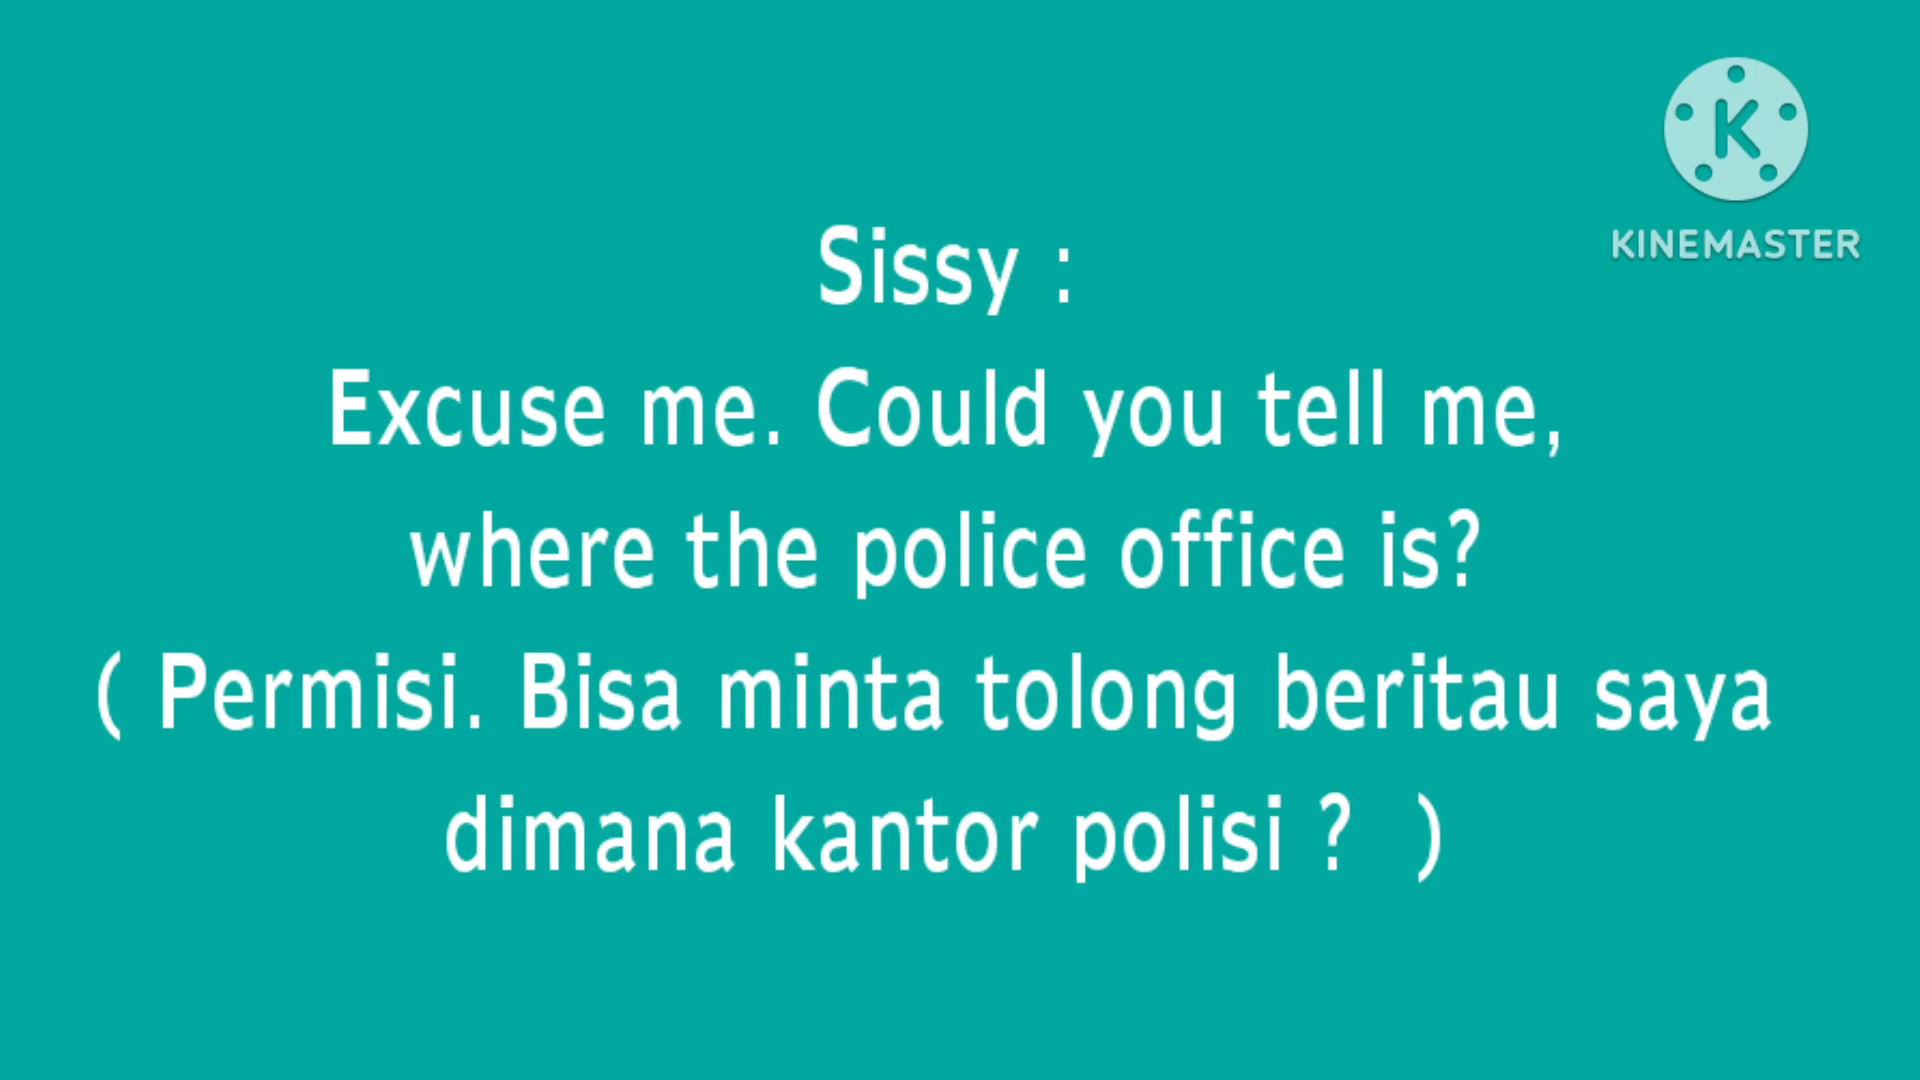 K
KINEMASTER
Sissy :
Excuse me. Could you tell me,
where the police office is?
( Permisi. Bisa minta tolong beritau saya
dimana kantor polisi ? )